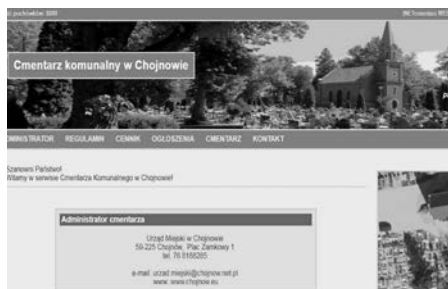 Cmentarz komunalny w Chojnowie
ADMINISTRATOR REGULAMIN CENNIK OGŁOSZENIA CMENTARZ KONTAKT
Szanowni Państwo!
Witamy w serwisie Cmentarza Komunalnego w Chojnowie!
Administrator cmentarza
Urząd Miejski w Chojnowie
59-225 Chojnów, Plac Zamkowy 1
tel. 76 8188285
e-mail: urzad.miejski@chojnow.net.pl
www: www.chojnow.eu